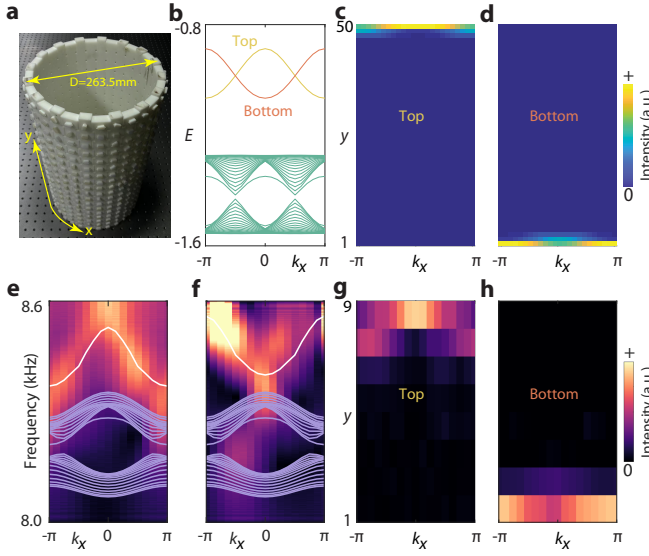 a
D=263.5mm
y
x
b
-0.8
Top
Bottom
E
-1.6
-π 0 kx π
c
50
y
Top
1
-π kx π
d
Bottom
-π kx π
+
Intensity (a.u.)
0
e
8.6
Frequency (kHz)
8.0
-π kx 0 π
f
-π kx 0 π
g
9
y
Top
1
-π kx π
h
Bottom
-π kx π
+
Intensity (a.u.)
0